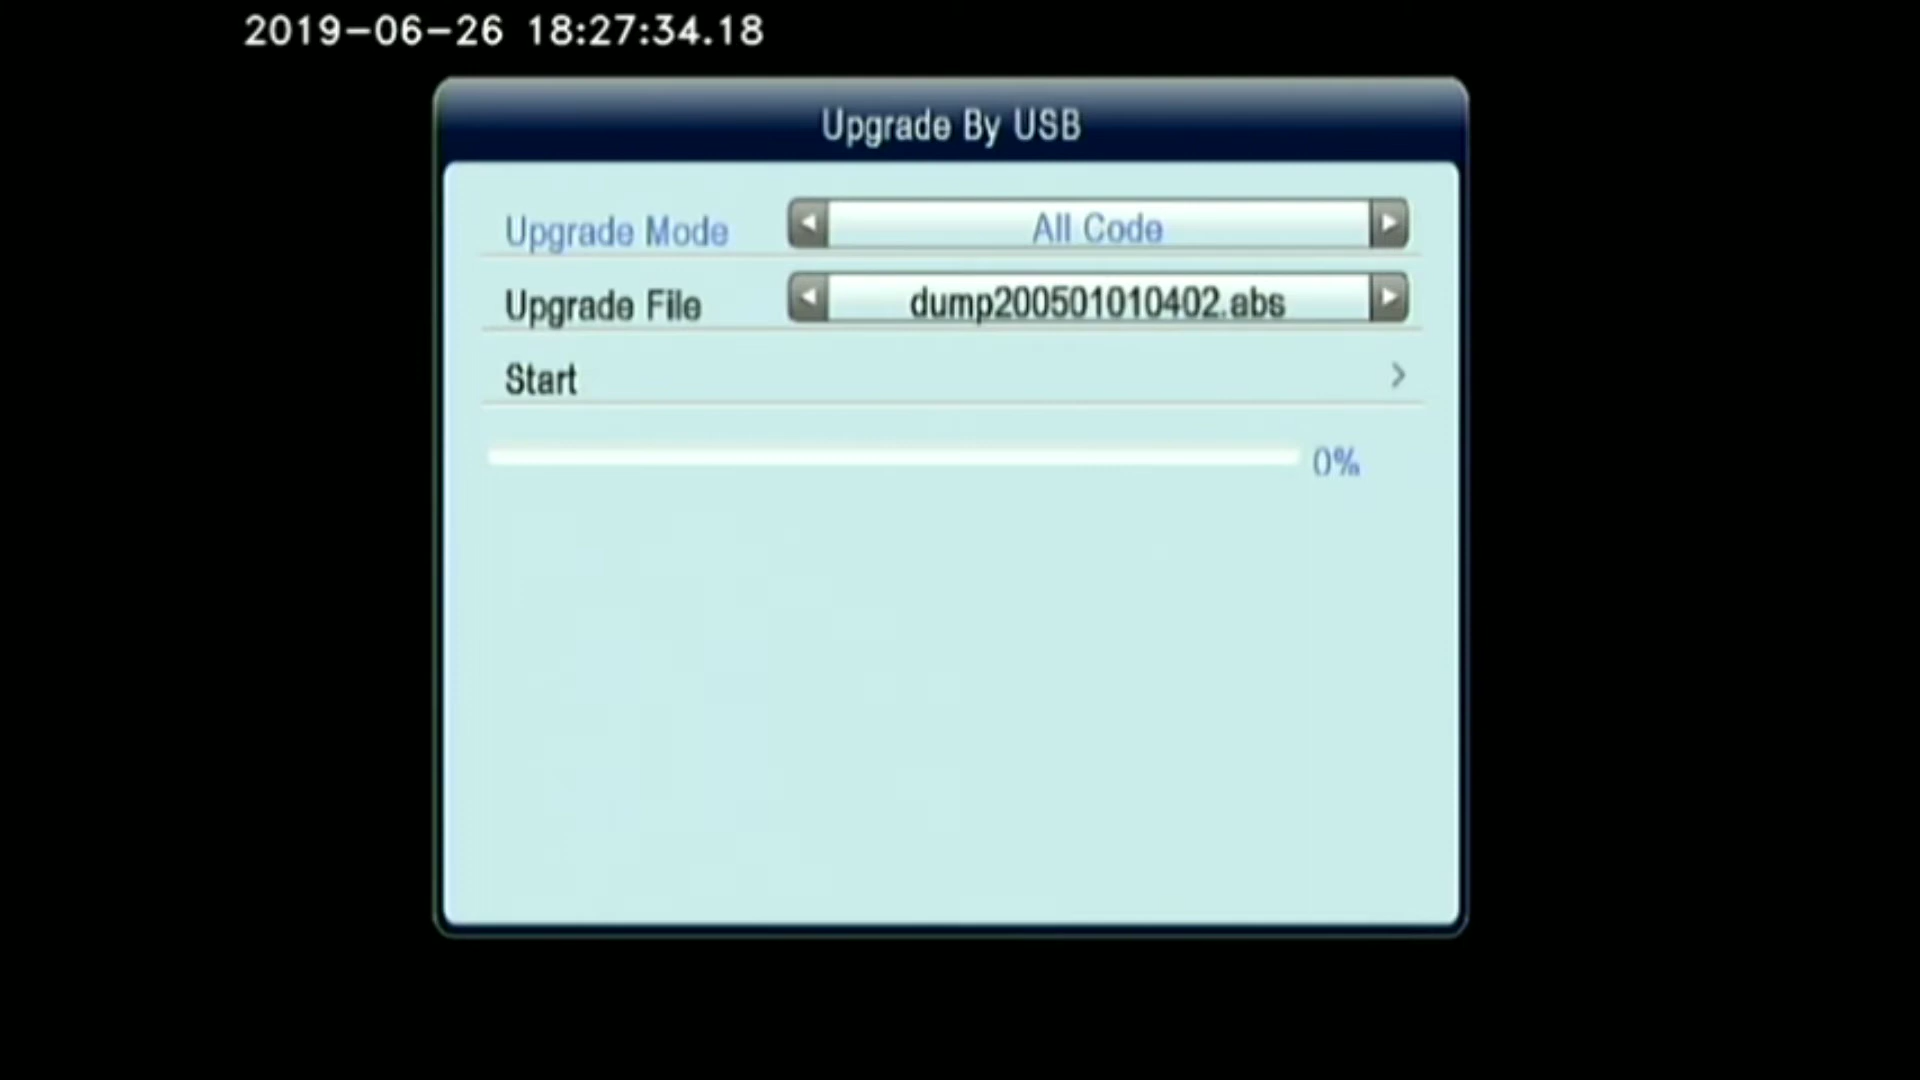 2019-06-26 18:27:34.18
Upgrade By USB
Upgrade Mode All Code
Upgrade File dump200501010402.abs
Start
0%